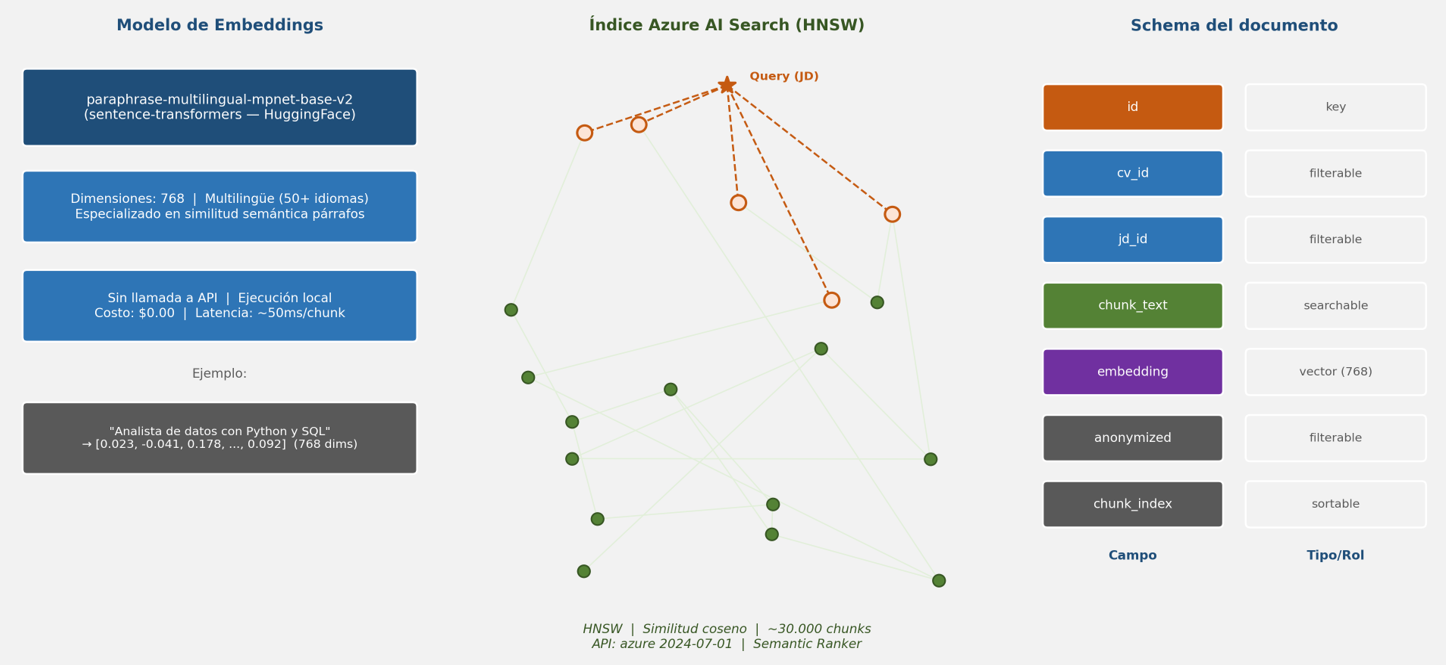 Modelo de Embeddings
paraphrase-multilingual-mpnet-base-v2
(sentence-transformers — HuggingFace)
Dimensiones: 768 | Multilingüe (50+ idiomas)
Especializado en similitud semántica párrafos
Sin llamada a API | Ejecución local
Costo: $0.00 | Latencia: ~50ms/chunk
Ejemplo:
"Analista de datos con Python y SQL"
→ [0.023, -0.041, 0.178, ..., 0.092] (768 dims)
Índice Azure AI Search (HNSW)
Query (JD)
HNSW | Similitud coseno | ~30.000 chunks
API: azure 2024-07-01 | Semantic Ranker
Schema del documento
id key
cv_id filterable
jd_id filterable
chunk_text searchable
embedding vector (768)
anonymized filterable
chunk_index sortable
Campo Tipo/Rol